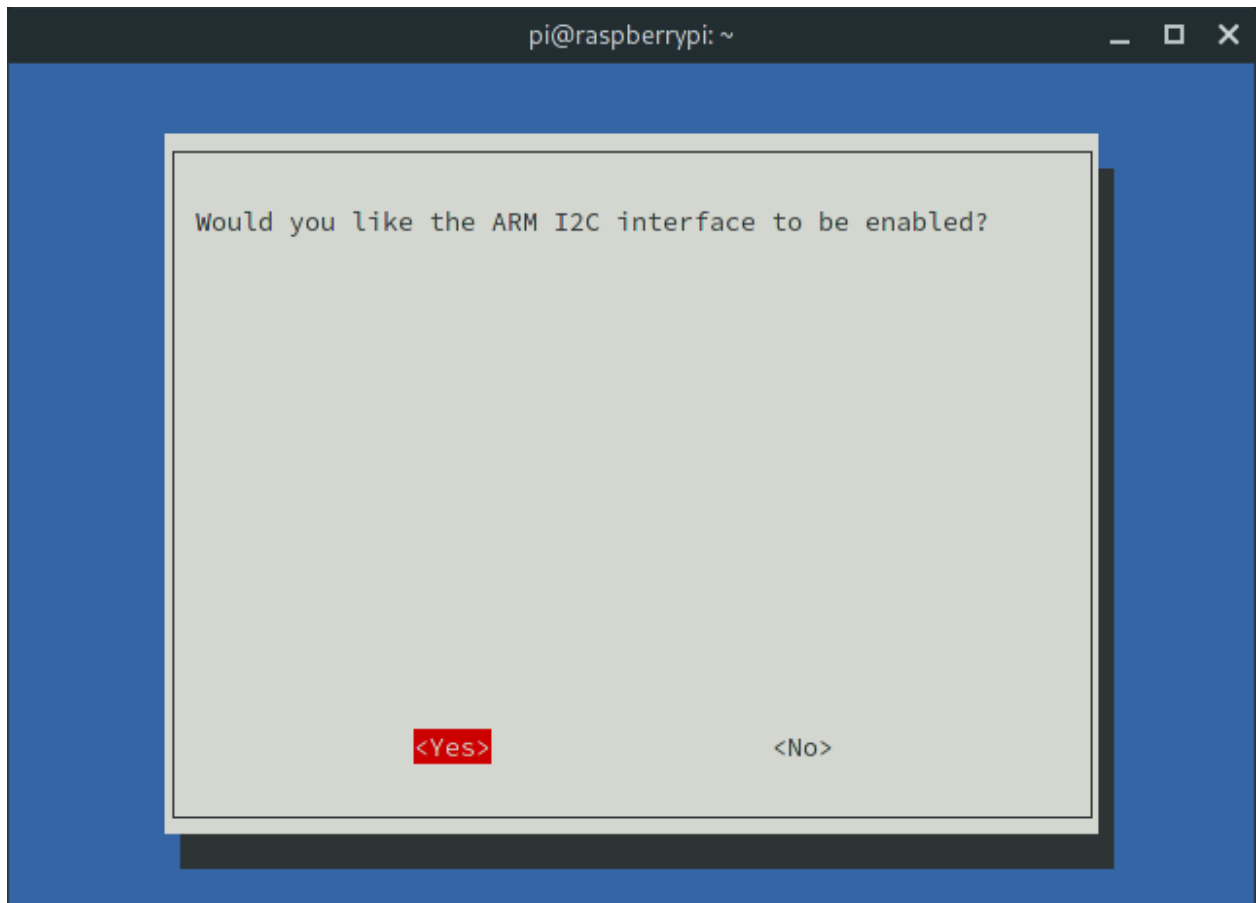 pi@raspberrypi: ~
Would you like the ARM I2C interface to be enabled?
<Yes> <No>